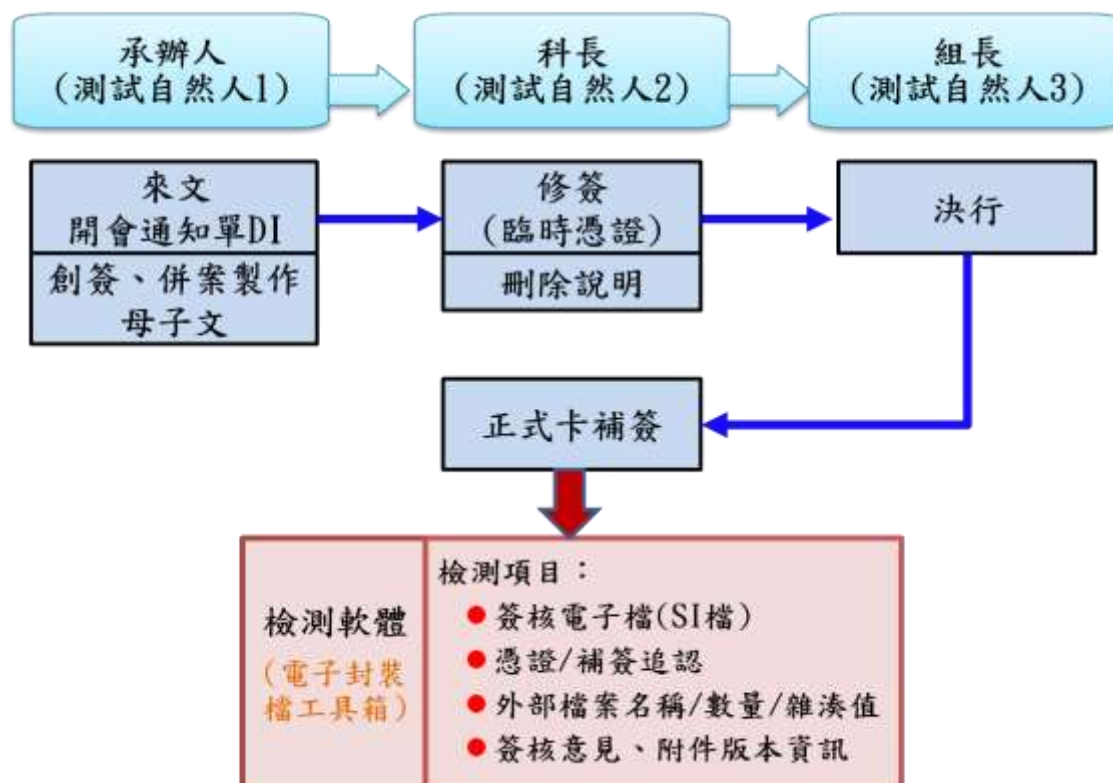 承辦人
(測試自然人1)
科長
(測試自然人2)
組長
(測試自然人3)
來文
開會通知單DI
創簽、併案製作
母子文
修簽
(臨時憑證)
刪除說明
決行
正式卡補簽
檢測軟體
(電子封裝
檔工具箱)
檢測項目：
簽核電子檔(SI檔)
憑證/補簽追認
外部檔案名稱/數量/雜湊值
簽核意見、附件版本資訊